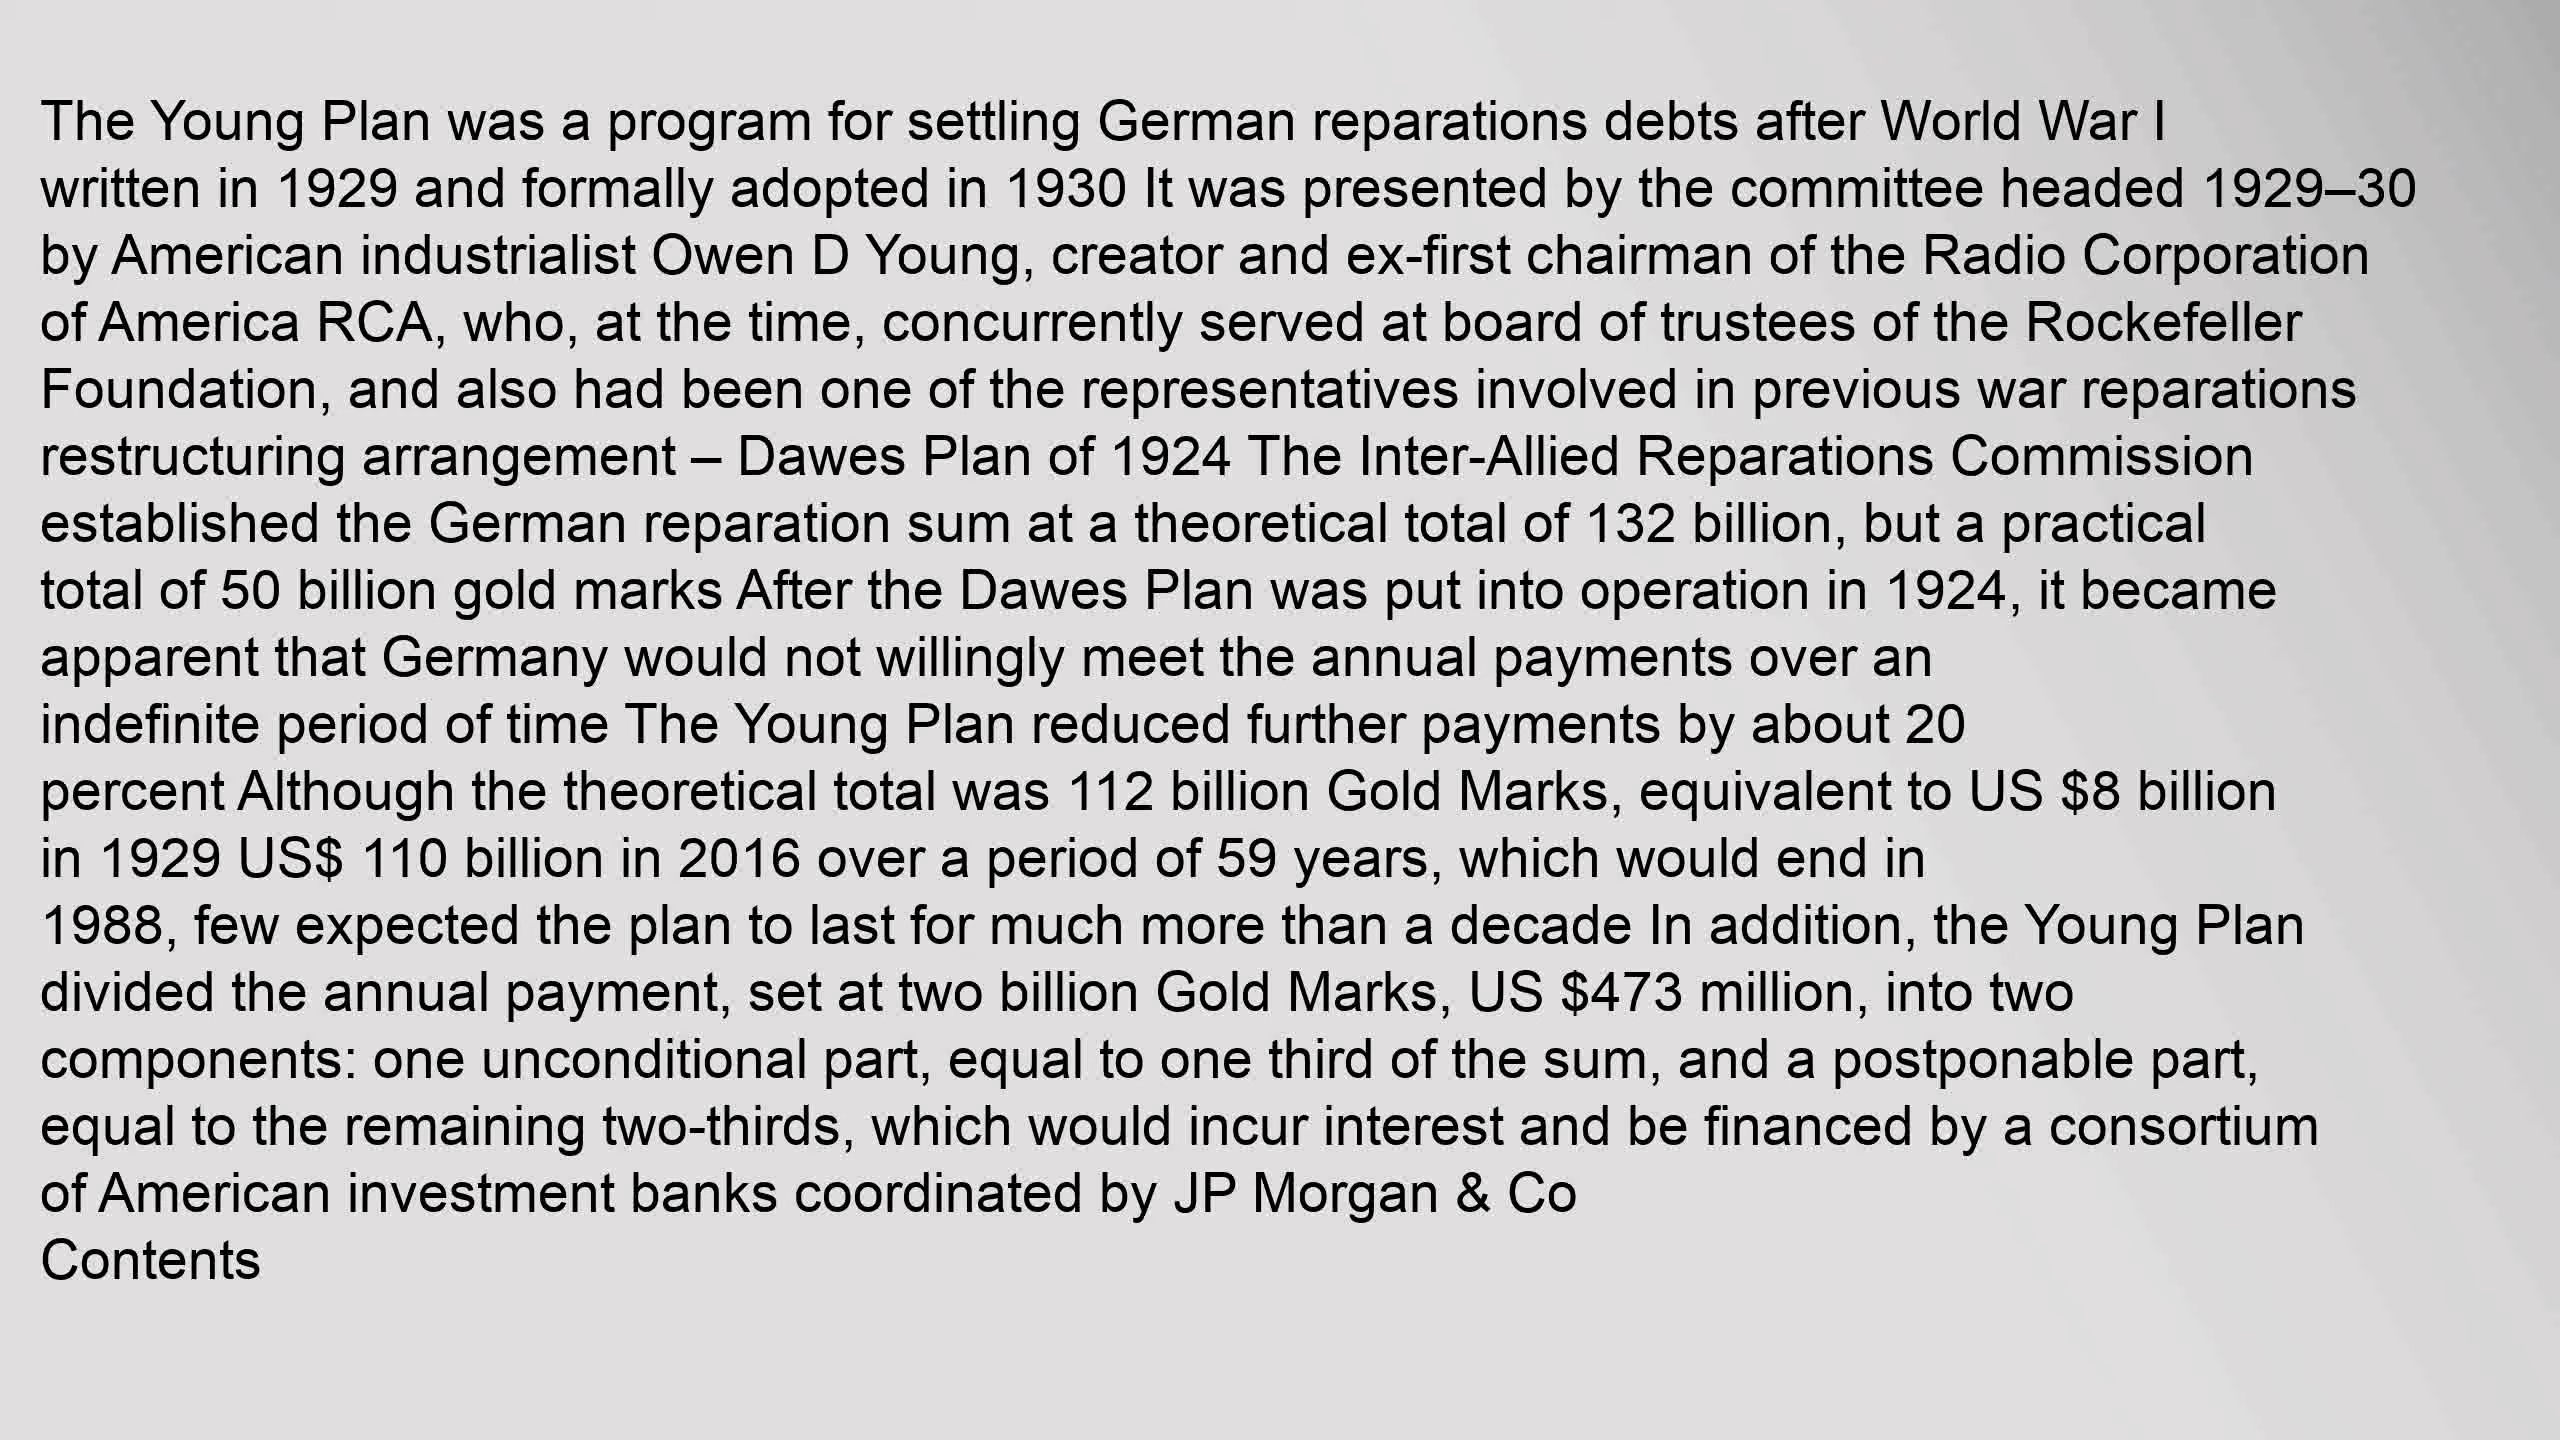 The Young Plan was a program for settling German reparations debts after World War I
written in 1929 and formally adopted in 1930 It was presented by the committee headed 1929–30
by American industrialist Owen D Young, creator and ex-first chairman of the Radio Corporation
of America RCA, who, at the time, concurrently served at board of trustees of the Rockefeller
Foundation, and also had been one of the representatives involved in previous war reparations
restructuring arrangement – Dawes Plan of 1924 The Inter-Allied Reparations Commission
established the German reparation sum at a theoretical total of 132 billion, but a practical
total of 50 billion gold marks After the Dawes Plan was put into operation in 1924, it became
apparent that Germany would not willingly meet the annual payments over an
indefinite period of time The Young Plan reduced further payments by about 20
percent Although the theoretical total was 112 billion Gold Marks, equivalent to US $8 billion
in 1929 US$ 110 billion in 2016 over a period of 59 years, which would end in
1988, few expected the plan to last for much more than a decade In addition, the Young Plan
divided the annual payment, set at two billion Gold Marks, US $473 million, into two
components: one unconditional part, equal to one third of the sum, and a postponable part,
equal to the remaining two-thirds, which would incur interest and be financed by a consortium
of American investment banks coordinated by JP Morgan & Co
Contents